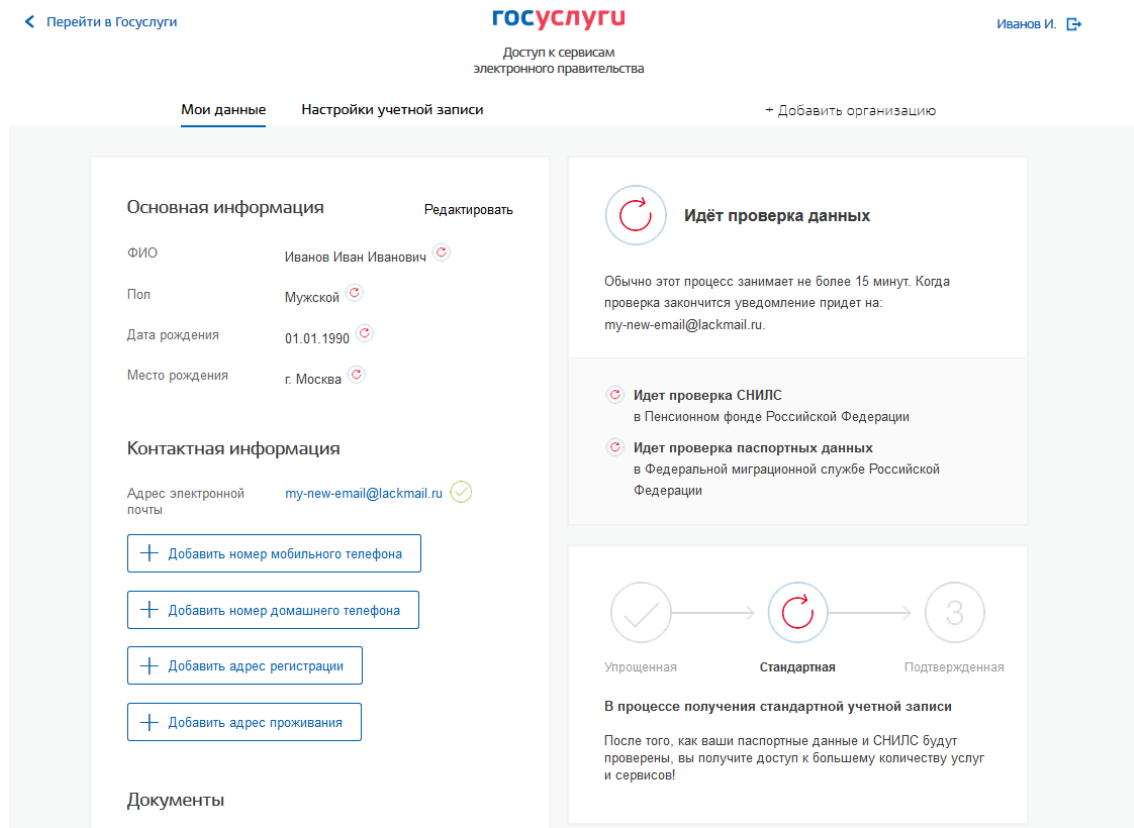 Перейти в Госуслуги
госуслуги
Иванов И.
Доступ к сервисам
электронного правительства
Мои данные
Настройки учетной записи
+ Добавить организацию
Основная информация
Редактировать
ФИО
Иванов Иван Иванович
Пол
Мужской
Дата рождения
01.01.1990
Место рождения
г. Москва
Контактная информация
Адрес электронной
почты
my-new-email@lackmail.ru
Добавить номер мобильного телефона
Добавить номер домашнего телефона
Добавить адрес регистрации
Добавить адрес проживания
Документы
Идёт проверка данных
Обычно этот процесс занимает не более 15 минут. Когда
проверка закончится уведомление придет на:
my-new-email@lackmail.ru.
Идет проверка СНИЛС
в Пенсионном фонде Российской Федерации
Идет проверка паспортных данных
в Федеральной миграционной службе Российской
Федерации
3
Упрощенная
Стандартная
Подтвержденная
В процессе получения стандартной учетной записи
После того, как ваши паспортные данные и СНИЛС будут
проверены, вы получите доступ к большему количеству услуг
и сервисов!